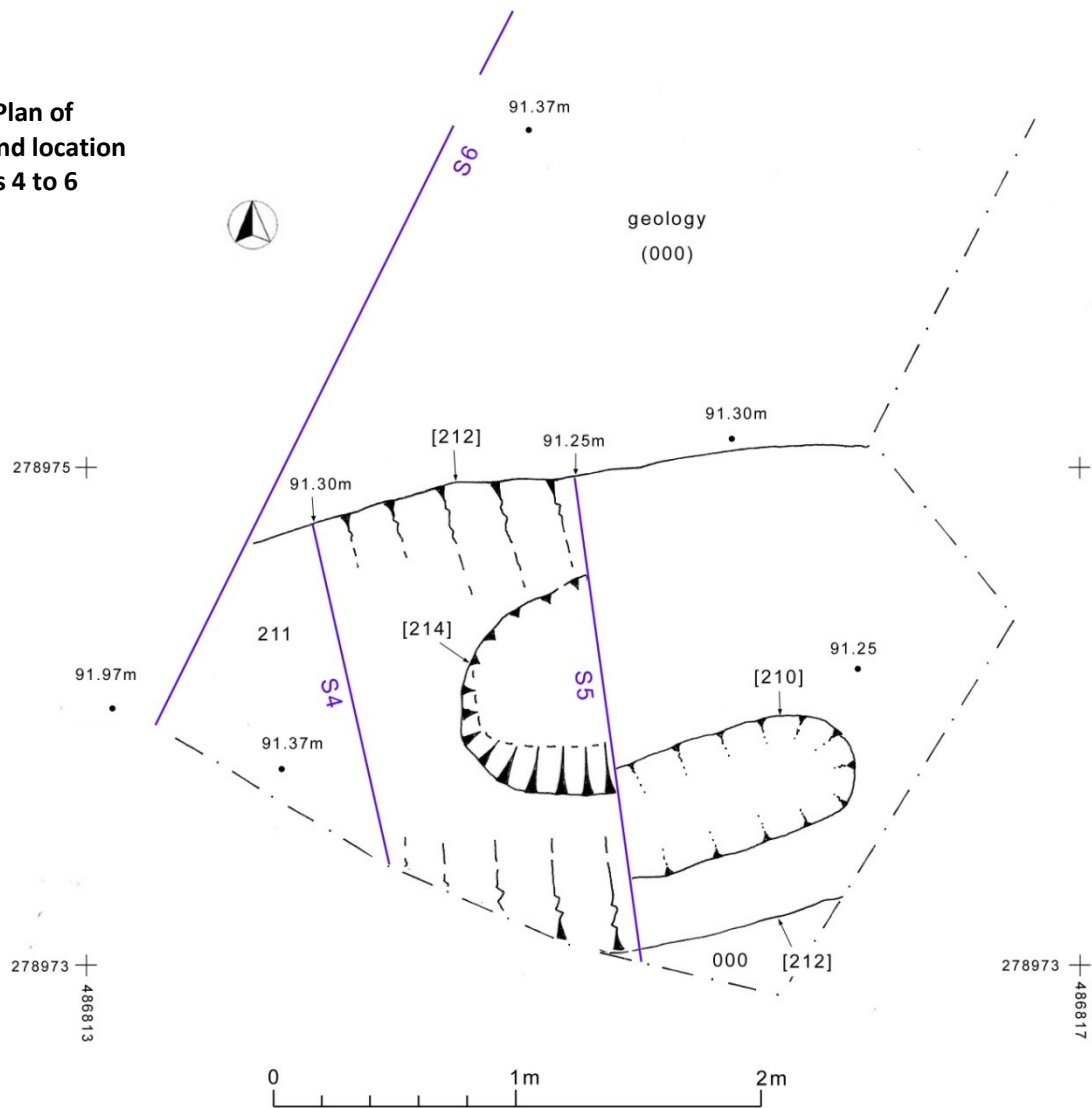 Plan of
nd location
s 4 to 6
91.37m
S6
geology
(000)
[212]
91.25m
91.30m
278975
91.30m
211
[214]
91.25
91.97m
S4
S5
[210]
91.37m
278973
000
[212]
278973
486813
486817
0
1m
2m